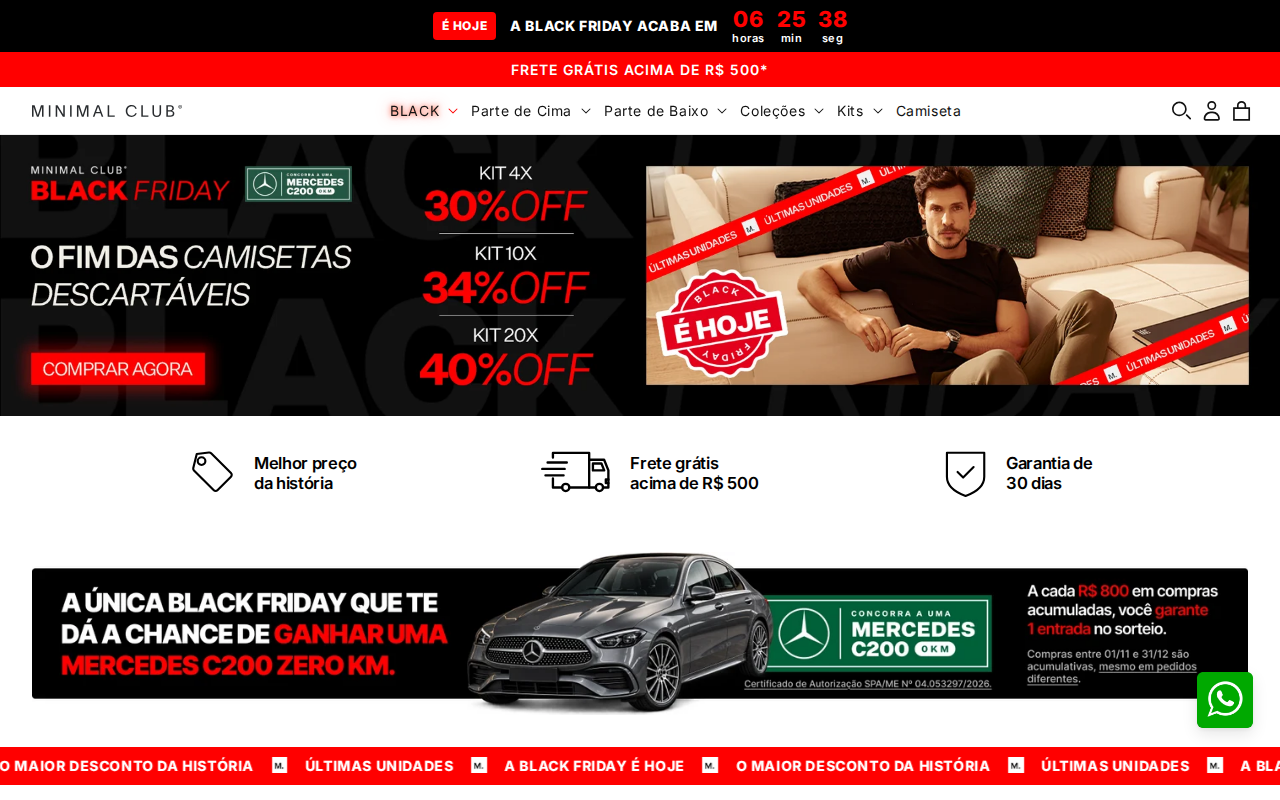 É HOJE
A BLACK FRIDAY ACABA EM
06 25 38
horas min seg
FRETE GRÁTIS ACIMA DE R$ 500*
MINIMAL CLUB®
BLACK Parte de Cima Parte de Baixo Coleções Kits Camiseta
MINIMAL CLUB®
BLACK FRIDAY
CONCORRA A UMA
MERCEDES
C200 0KM
O FIM DAS CAMISETAS
DESCARTÁVEIS
COMPRAR AGORA
KIT 4X
30%OFF
KIT 10X
34%OFF
KIT 20X
40%OFF
ÚLTIMAS UNIDADES M. ÚLTIMAS UNIDADES M. ÚLTIMAS
BLACK
É HOJE
FRIDAY
DES M. ÚLTIMAS UNIDADES M. Ú
BLACK FRIDAY
BLACK FRIDAY
Melhor preço
da história
Frete grátis
acima de R$ 500
Garantia de
30 dias
A ÚNICA BLACK FRIDAY QUE TE
DÁ A CHANCE DE GANHAR UMA
MERCEDES C200 ZERO KM.
CONCORRA A UMA
MERCEDES
C200 0KM
Certificado de Autorização SPA/ME Nº 04.053297/2026.
A cada R$ 800 em compras
acumuladas, você garante
1 entrada no sorteio.
Compras entre 01/11 e 31/12 são
acumulativas, mesmo em pedidos
diferentes.
O MAIOR DESCONTO DA HISTÓRIA M. ÚLTIMAS UNIDADES M. A BLACK FRIDAY É HOJE M. O MAIOR DESCONTO DA HISTÓRIA M. ÚLTIMAS UNIDADES M. A BLA